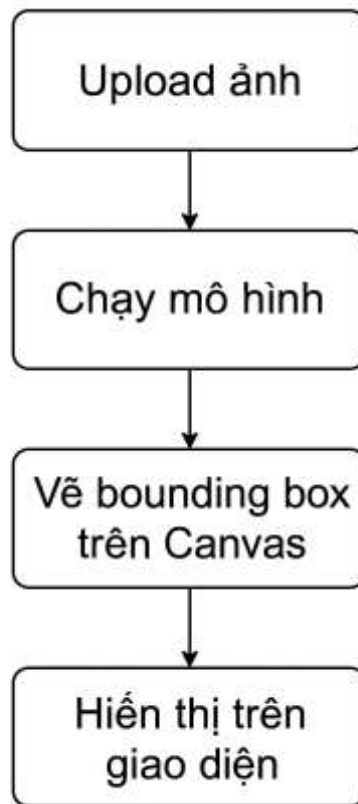 Upload ảnh
Chạy mô hình
Vẽ bounding box
trên Canvas
Hiển thị trên
giao diện